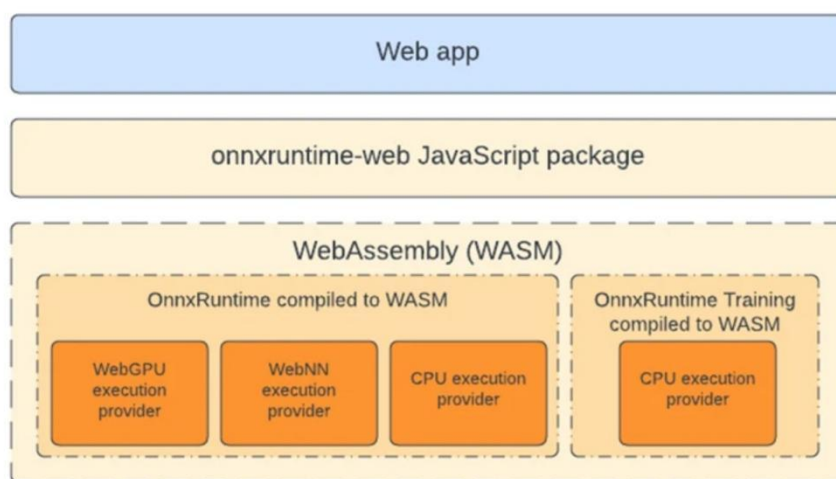 Web app
onnxruntime-web JavaScript package
WebAssembly (WASM)
OnnxRuntime compiled to WASM
WebGPU
execution
provider
WebNN
execution
provider
CPU execution
provider
OnnxRuntime Training
compiled to WASM
CPU execution
provider